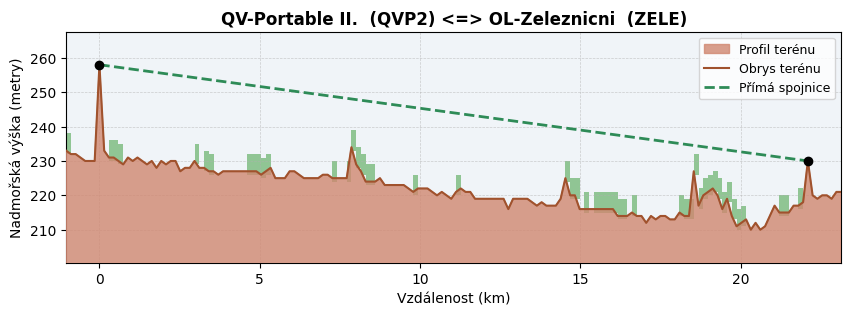 QV-Portable II.  (QVP2) <=> OL-Zeleznicni  (ZELE)
Nadmořská výška (metry)
260
250
240
230
220
210
Profil terénu
Obrys terénu
Přímá spojnice
0
5
10
15
20
Vzdálenost (km)